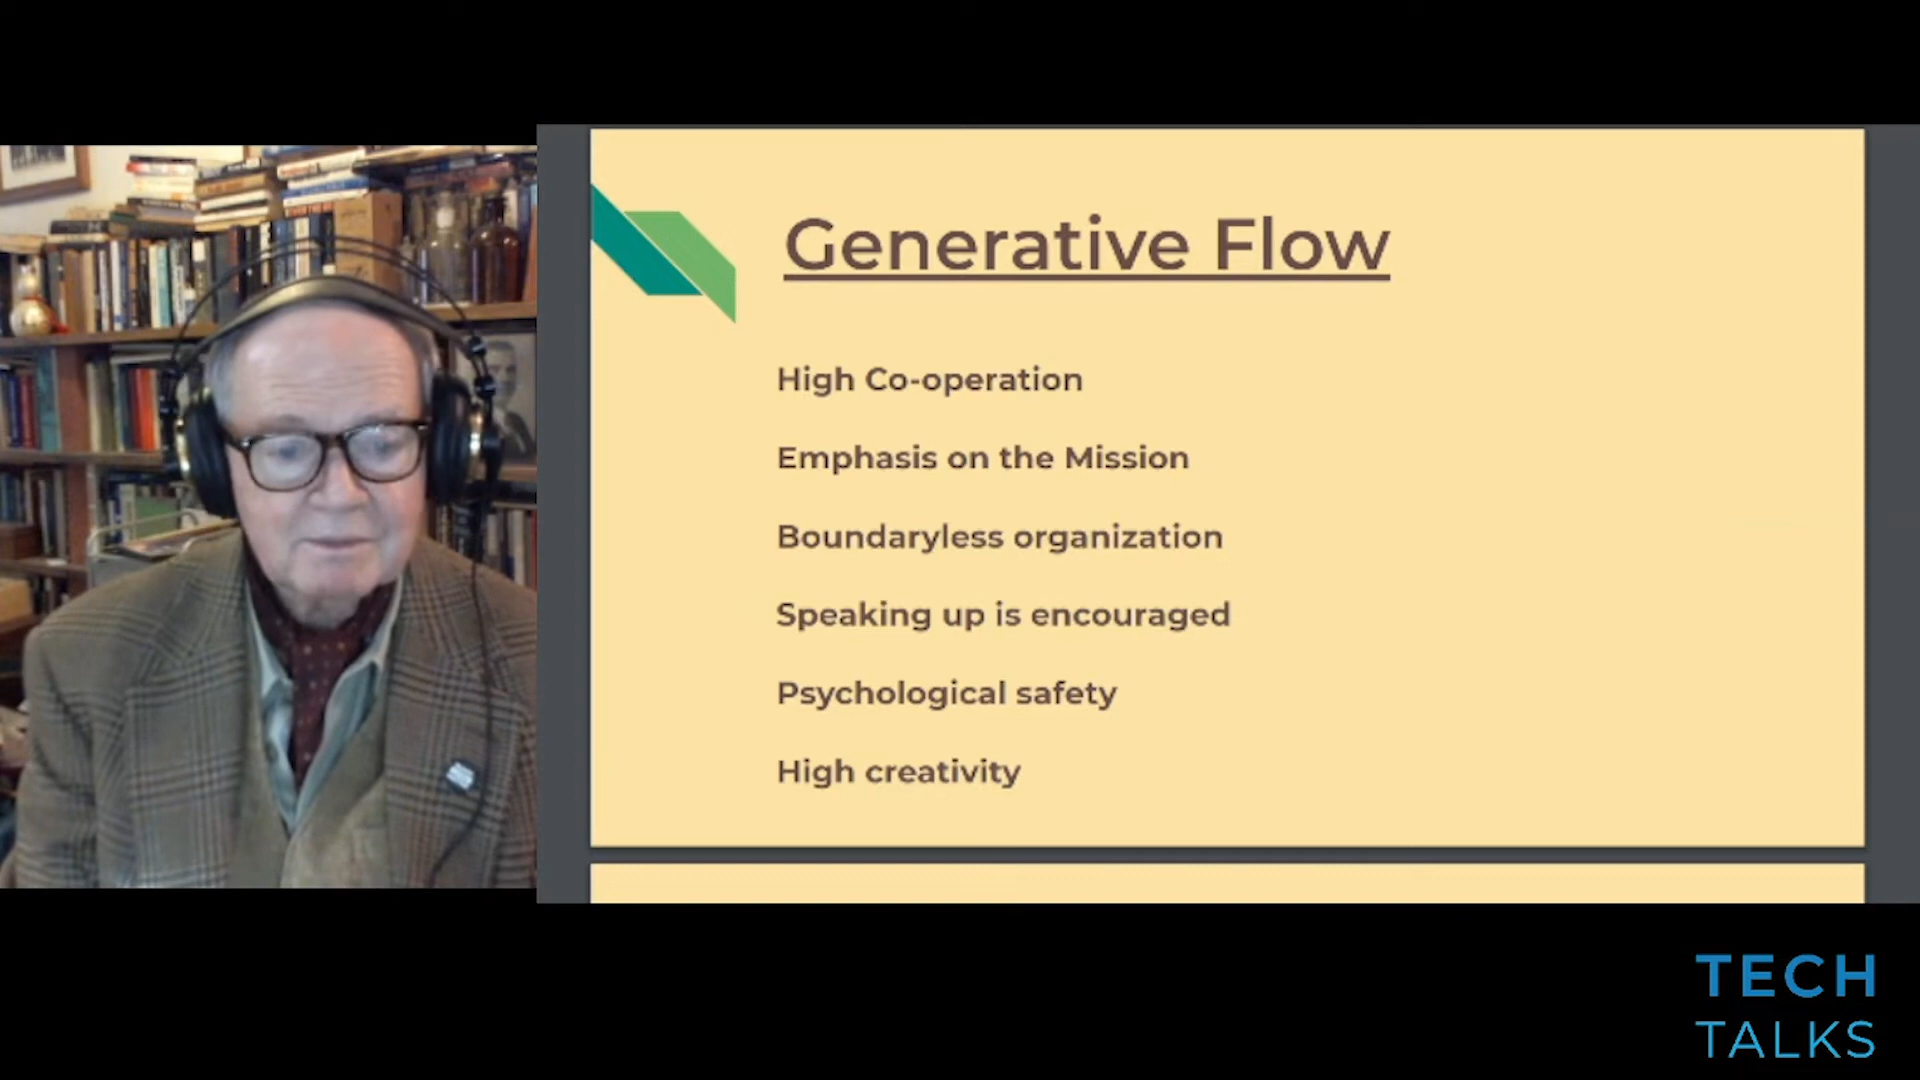 Generative Flow
High Co-operation
Emphasis on the Mission
Boundaryless organization
Speaking up is encouraged
Psychological safety
High creativity
TECH
TALKS